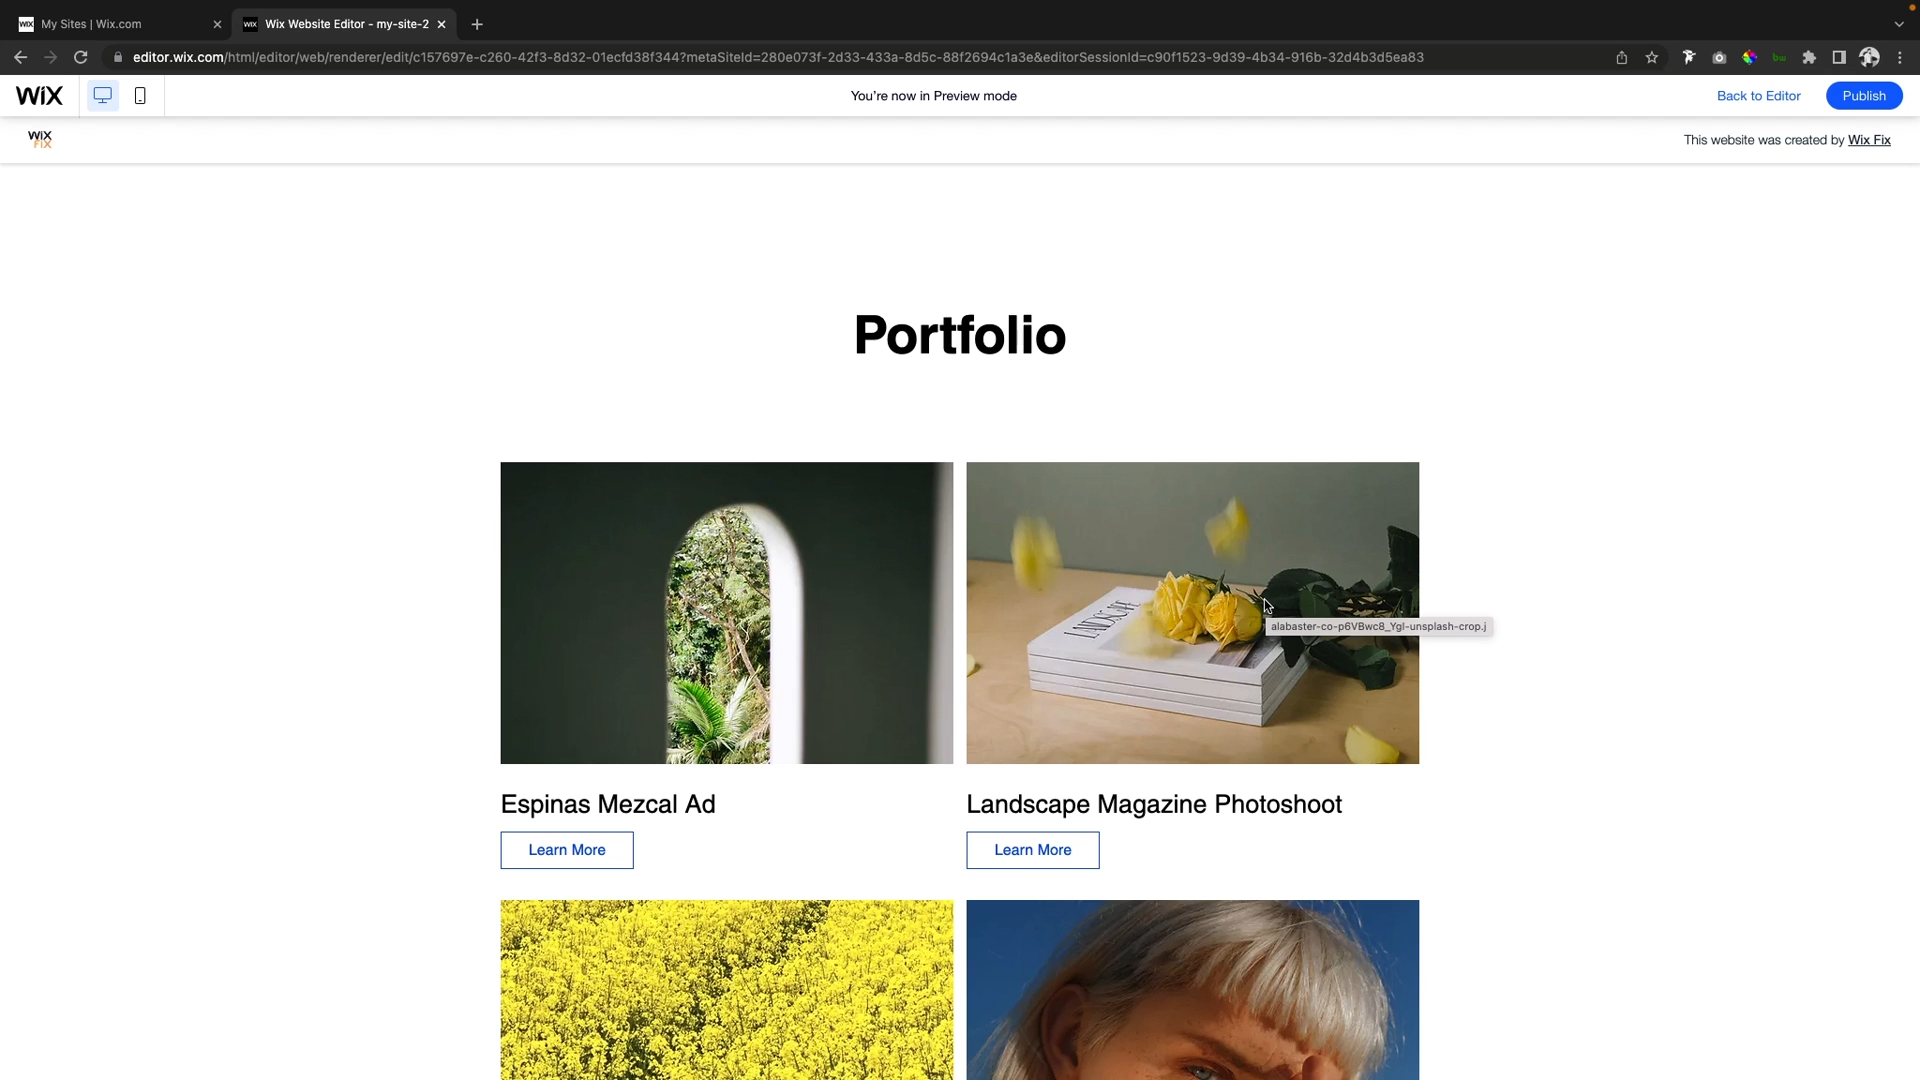 My Sites | Wix.com
Wix Website Editor - my-site-2
editor.wix.com/html/editor/web/renderer/edit/c157697e-c260-42f3-8d32-01ecfd38f344?metaSiteId=280e073f-2d33-433a-8d5c-88f2694c1a3e&editorSessionId=c90f1523-9d39-4b34-916b-32d4b3d5ea83
WiX
You're now in Preview mode
Back to Editor
Publish
WiX
FiX
This website was created by Wix Fix
Portfolio
LANDSCAPE
alabaster-co-p6VBwc8_YgI-unsplash-crop.j
Espinas Mezcal Ad
Landscape Magazine Photoshoot
Learn More
Learn More